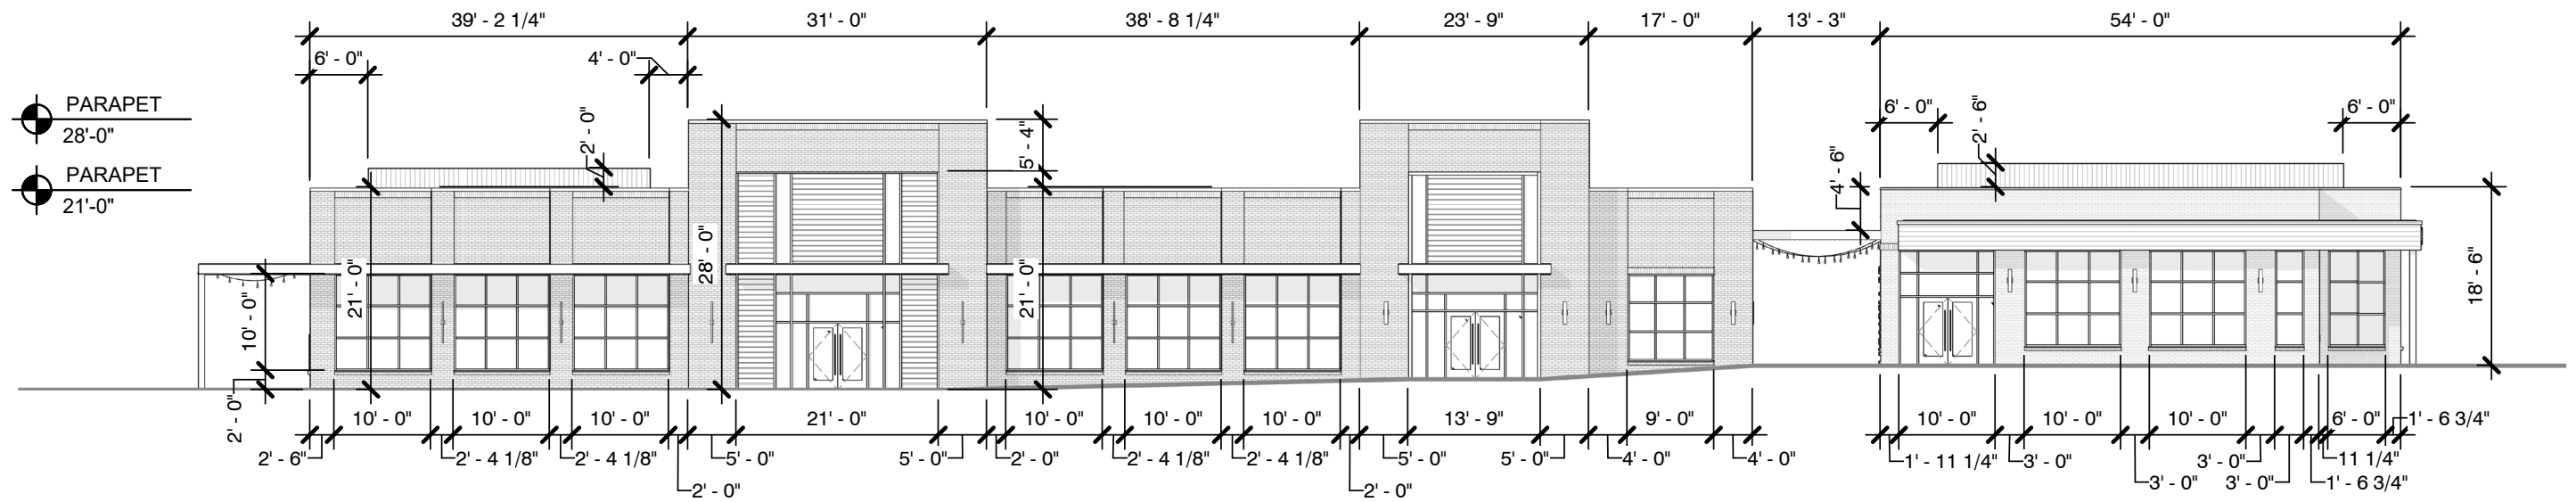 39' - 2 1/4"
31' - 0"
38' - 8 1/4"
23' - 9"
17' - 0"
13' - 3"
54' - 0"
6' - 0"
4' - 0"
PARAPET
28'-0"
PARAPET
21'-0"
2' - 0"
5' - 4"
4' - 6"
6' - 0"
2' - 6"
6' - 0"
10' - 0"
2' - 0"
21' - 0"
28' - 0"
21' - 0"
18' - 6"
10' - 0"
10' - 0"
10' - 0"
21' - 0"
10' - 0"
10' - 0"
10' - 0"
13' - 9"
9' - 0"
10' - 0"
10' - 0"
10' - 0"
6' - 0"
1' - 6 3/4"
2' - 6"
2' - 4 1/8"
2' - 4 1/8"
5' - 0"
5' - 0"
2' - 0"
2' - 4 1/8"
2' - 4 1/8"
5' - 0"
5' - 0"
4' - 0"
4' - 0"
1' - 11 1/4"
3' - 0"
3' - 0"
11 1/4"
2' - 0"
2' - 0"
3' - 0"
3' - 0"
1' - 6 3/4"